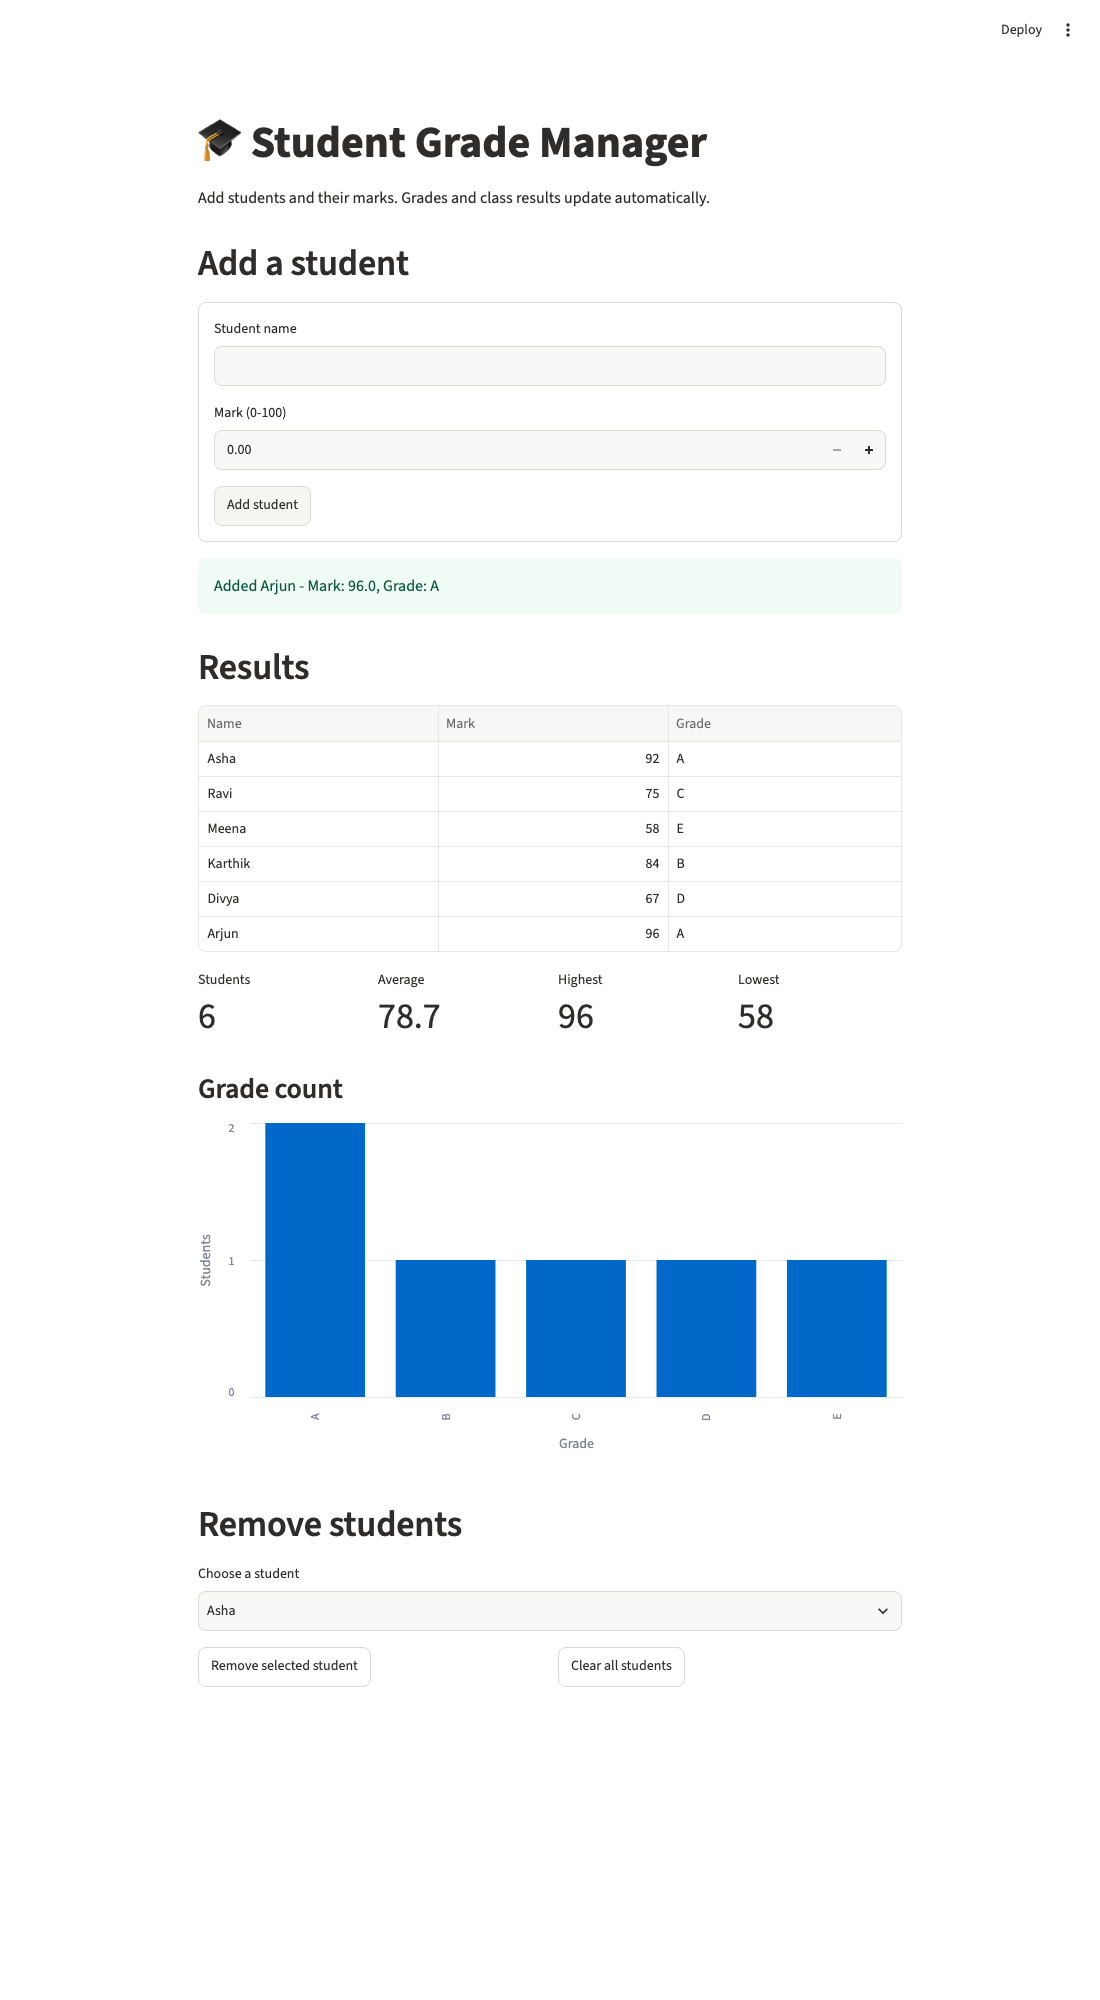 Deploy
🎓 Student Grade Manager
Add students and their marks. Grades and class results update automatically.
Add a student
Student name
Mark (0-100)
0.00
Add student
Added Arjun - Mark: 96.0, Grade: A
Results
Name Mark Grade
Asha 92 A
Ravi 75 C
Meena 58 E
Karthik 84 B
Divya 67 D
Arjun 96 A
Students Average Highest Lowest
6 78.7 96 58
Grade count
2
1
0
Students
A B C D E
Grade
Remove students
Choose a student
Asha
Remove selected student Clear all students